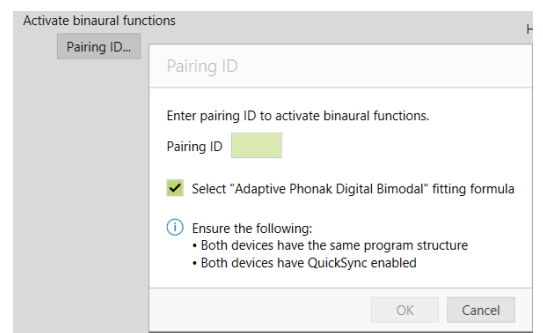 Activate binaural functions
H
Pairing ID...
Pairing ID
Enter pairing ID to activate binaural functions.
Pairing ID
Select "Adaptive Phonak Digital Bimodal" fitting formula
Ensure the following:
• Both devices have the same program structure
• Both devices have QuickSync enabled
OK
Cancel